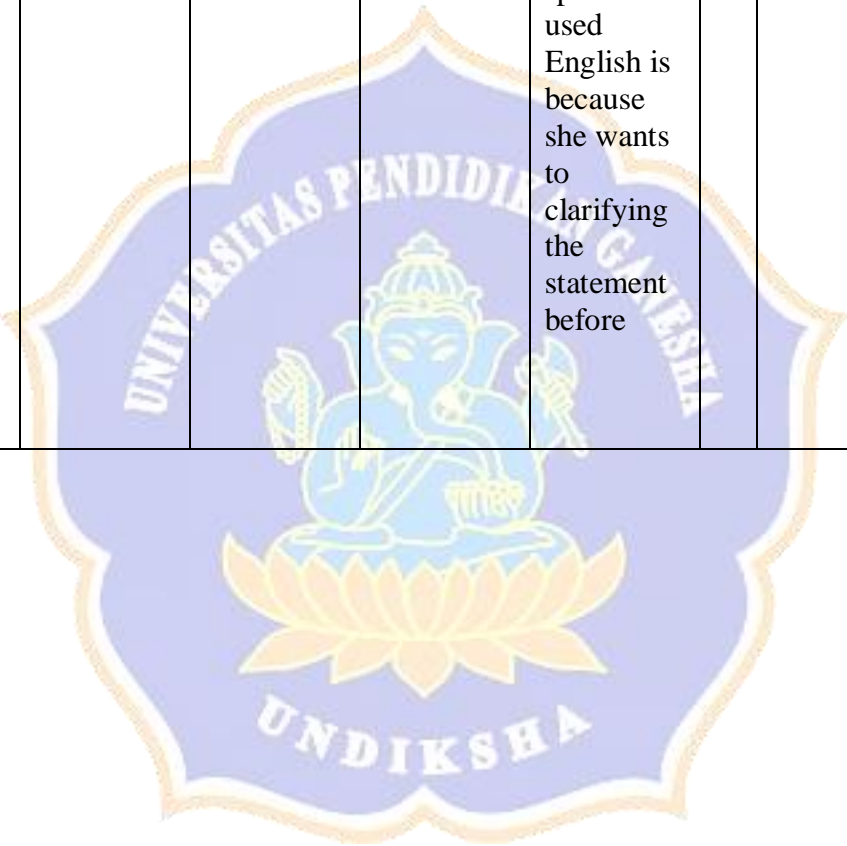 used
English is
because
she wants
to
clarifying
the
statement
before
UNIVERSITAS PENDIDIKAN GANESHA
UNDIKSHA